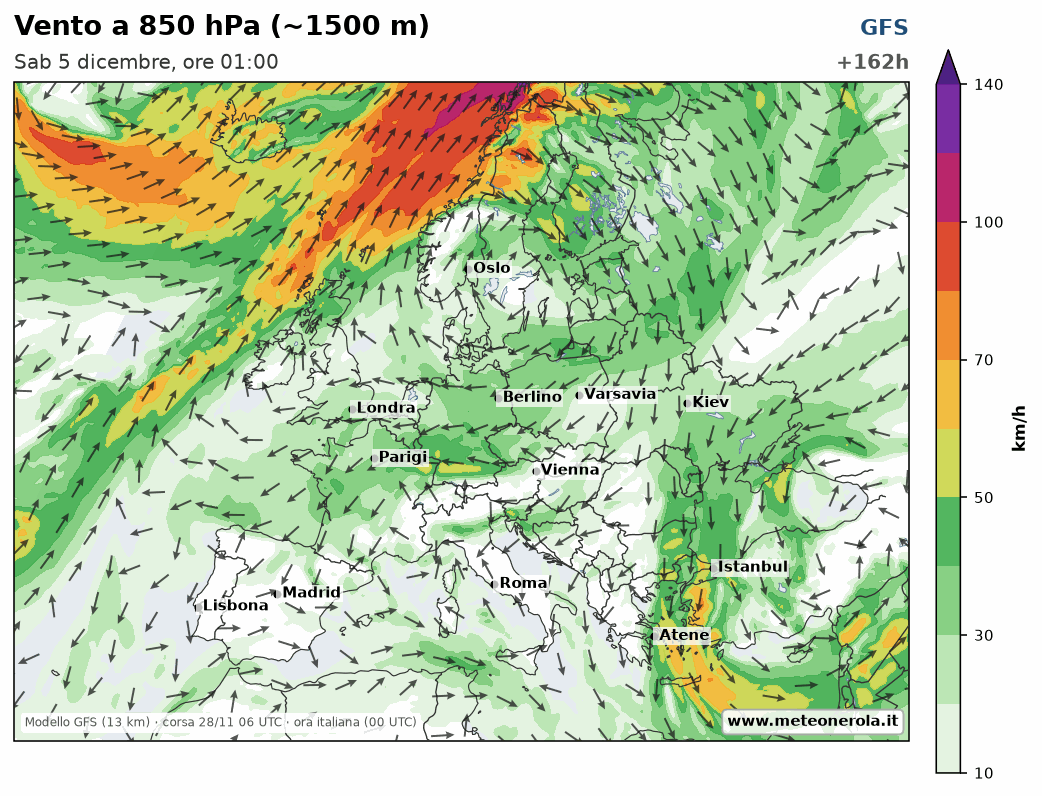 Vento a 850 hPa (~1500 m)
GFS
Sab 5 dicembre, ore 01:00
+162h
140
100
70
50
30
10
km/h
Oslo
Londra
Berlino
Varsavia
Kiev
Parigi
Vienna
Istanbul
Roma
Madrid
Lisbona
Atene
Modello GFS (13 km) · corsa 28/11 06 UTC · ora italiana (00 UTC)
www.meteonerola.it